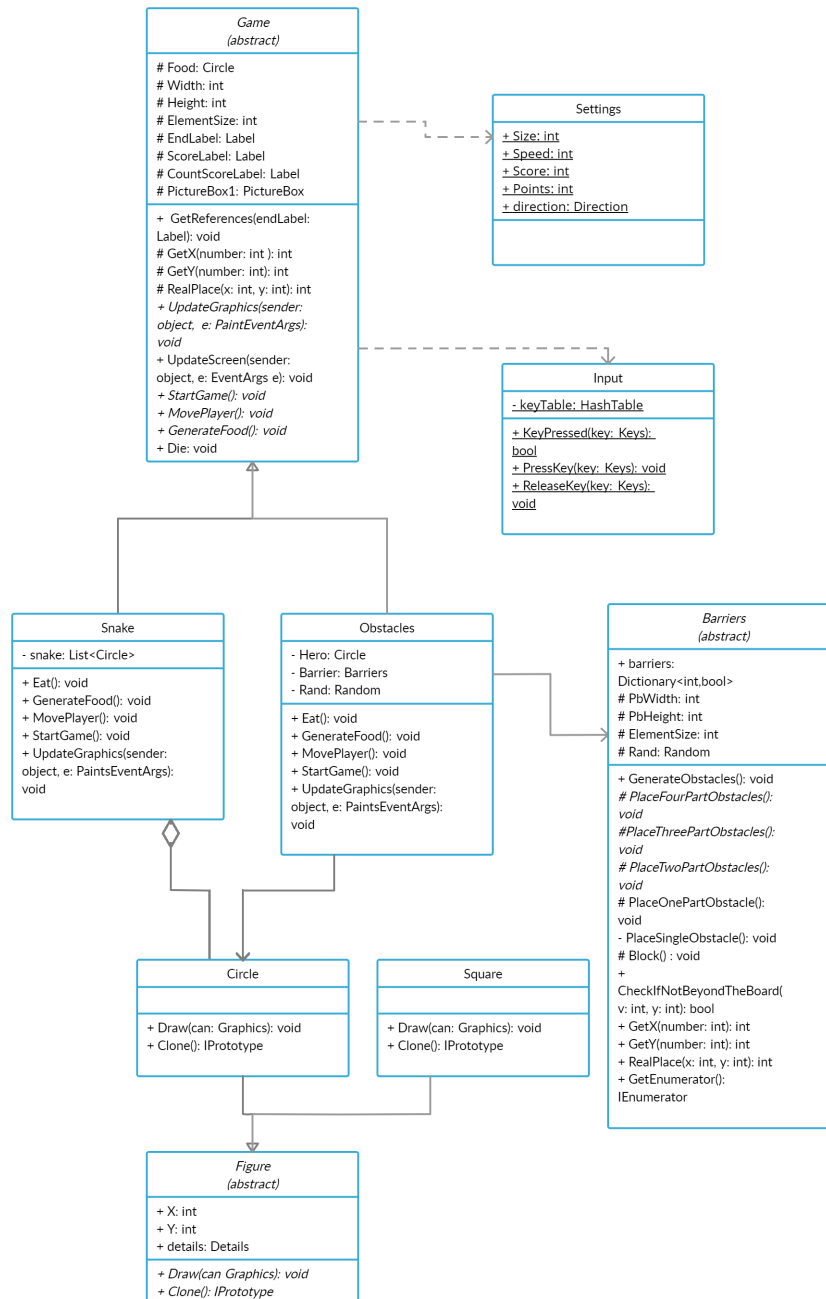 Game
(abstract)
# Food: Circle
# Width: int
# Height: int
# ElementSize: int
# EndLabel: Label
# ScoreLabel: Label
# CountScoreLabel: Label
# PictureBox1: PictureBox
+ GetReferences(endLabel:
Label): void
# GetX(number: int ): int
# GetY(number: int): int
# RealPlace(x: int, y: int): int
+ UpdateGraphics(sender:
object, e: PaintEventArgs):
void
+ UpdateScreen(sender:
object, e: EventArgs e): void
+ StartGame(): void
+ MovePlayer(): void
+ GenerateFood(): void
+ Die: void
Settings
+ Size: int
+ Speed: int
+ Score: int
+ Points: int
+ direction: Direction
Input
- keyTable: HashTable
+ KeyPressed(key: Keys):
bool
+ PressKey(key: Keys): void
+ ReleaseKey(key: Keys):
void
Snake
- snake: List<Circle>
+ Eat(): void
+ GenerateFood(): void
+ MovePlayer(): void
+ StartGame(): void
+ UpdateGraphics(sender:
object, e: PaintsEventArgs):
void
Obstacles
- Hero: Circle
- Barrier: Barriers
- Rand: Random
+ Eat(): void
+ GenerateFood(): void
+ MovePlayer(): void
+ StartGame(): void
+ UpdateGraphics(sender:
object, e: PaintsEventArgs):
void
Barriers
(abstract)
+ barriers:
Dictionary<int,bool>
# PbWidth: int
# PbHeight: int
# ElementSize: int
# Rand: Random
+ GenerateObstacles(): void
# PlaceFourPartObstacles():
void
#PlaceThreePartObstacles():
void
# PlaceTwoPartObstacles():
void
# PlaceOnePartObstacle():
void
- PlaceSingleObstacle(): void
# Block() : void
+
CheckIfNotBeyondTheBoard(
v: int, y: int): bool
+ GetX(number: int): int
+ GetY(number: int): int
+ RealPlace(x: int, y: int): int
+ GetEnumerator():
IEnumerator
Circle
+ Draw(can: Graphics): void
+ Clone(): IPrototype
Square
+ Draw(can: Graphics): void
+ Clone(): IPrototype
Figure
(abstract)
+ X: int
+ Y: int
+ details: Details
+ Draw(can Graphics): void
+ Clone(): IPrototype